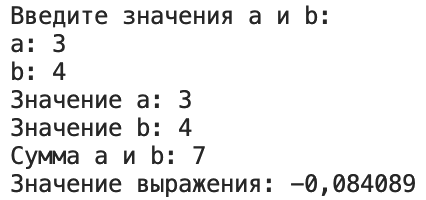 Введите значения a и b:
a: 3
b: 4
Значение a: 3
Значение b: 4
Сумма a и b: 7
Значение выражения: -0,084089